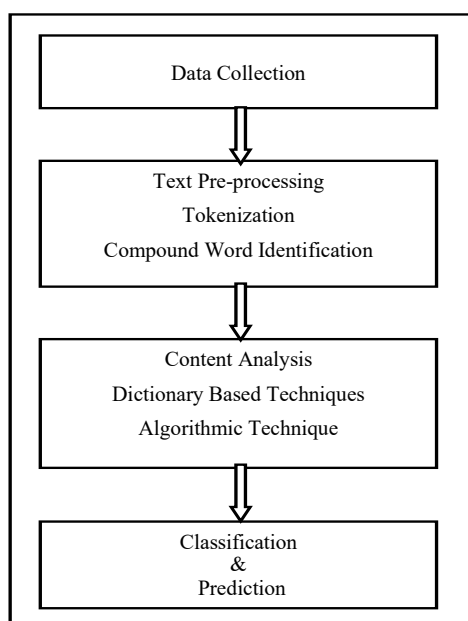 Data Collection
Text Pre-processing
Tokenization
Compound Word Identification
Content Analysis
Dictionary Based Techniques
Algorithmic Technique
Classification
&
Prediction